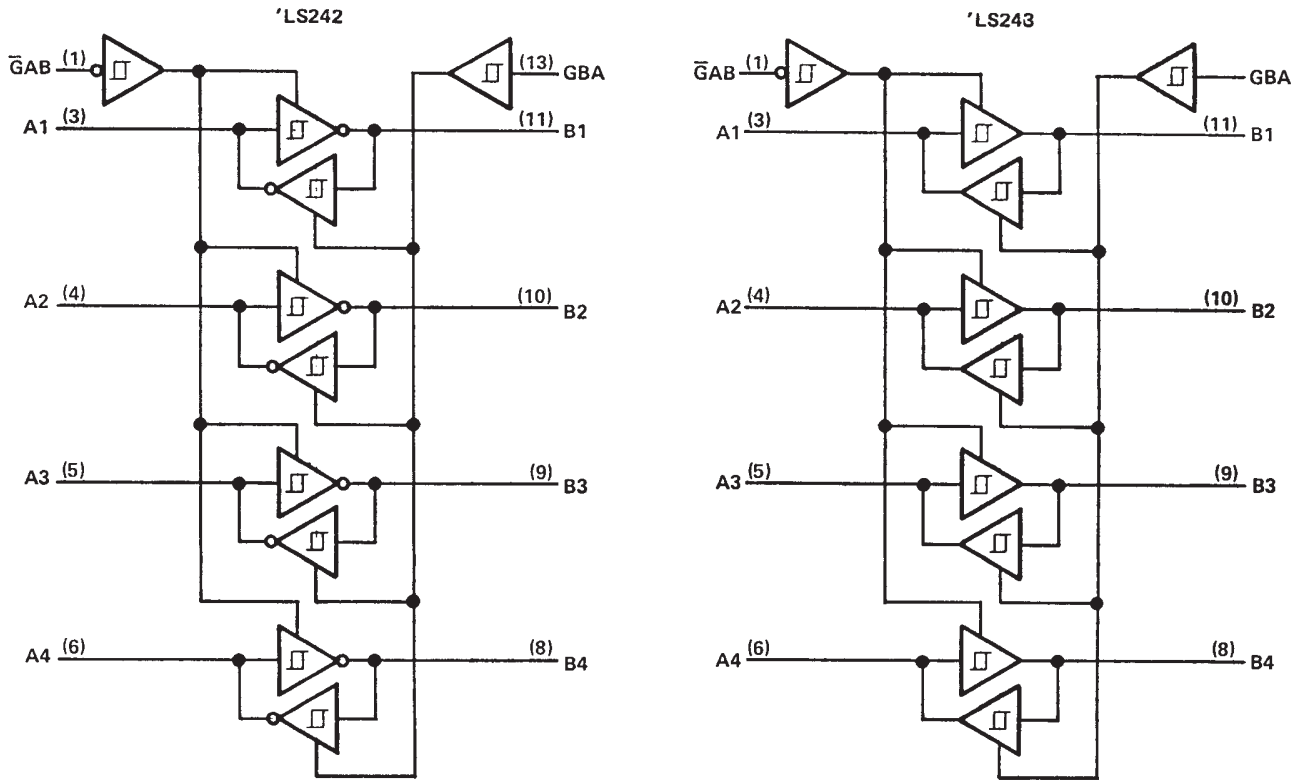 'LS242
G̅AB (1) (13) GBA
A1 (3) (11) B1
A2 (4) (10) B2
A3 (5) (9) B3
A4 (6) (8) B4
'LS243
G̅AB (1) GBA
A1 (3) (11) B1
A2 (4) (10) B2
A3 (5) (9) B3
A4 (6) (8) B4